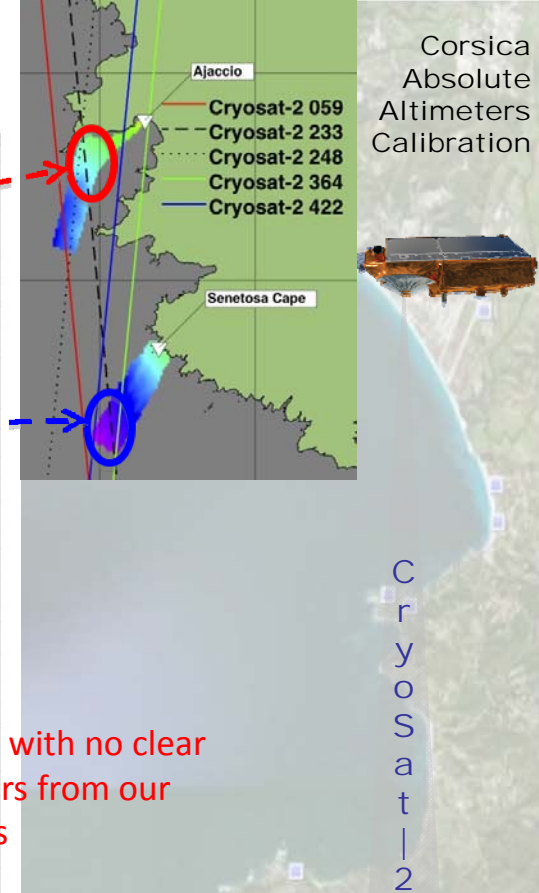 Corsica
Absolute
Altimeters
Calibration
Ajaccio
Cryosat-2 059
Cryosat-2 233
Cryosat-2 248
Cryosat-2 364
Cryosat-2 422
Senetosa Cape
C
r
y
o
S
a
t
|
2
with no clear
rs from our
s